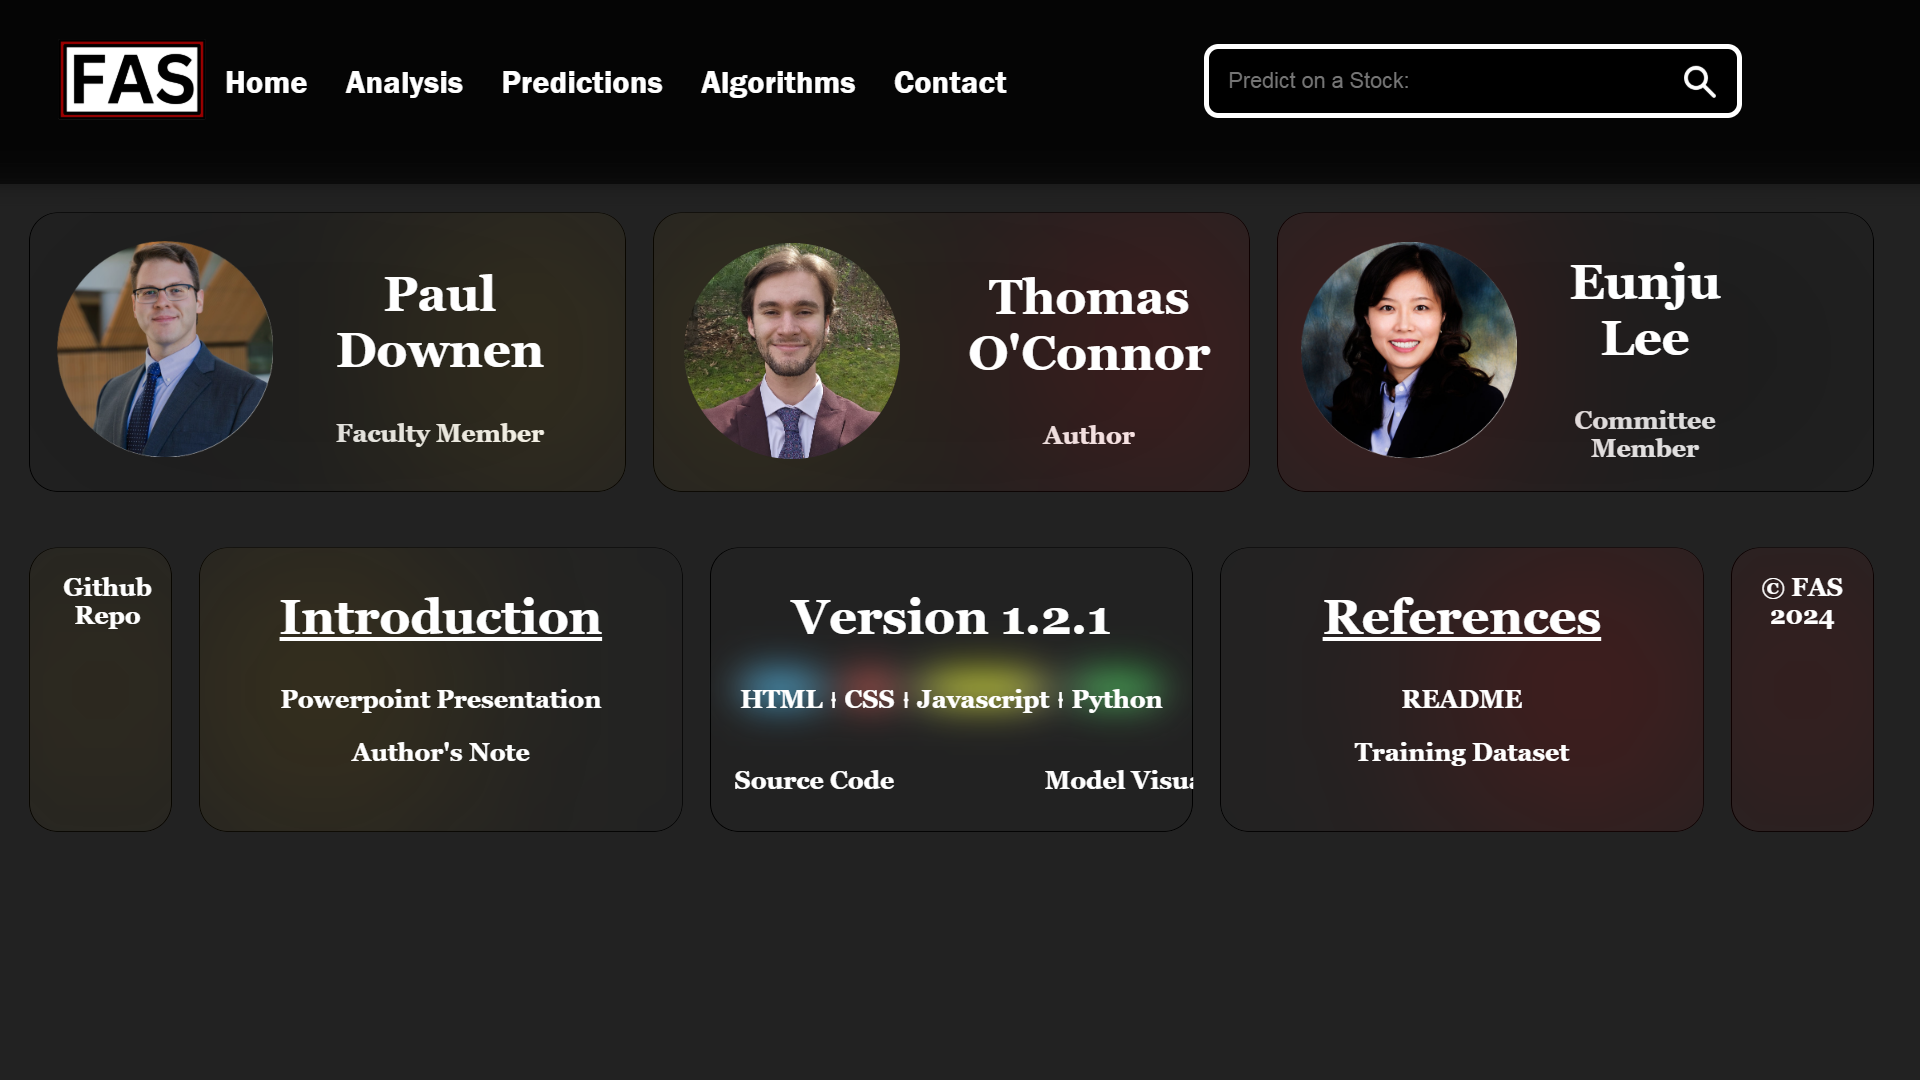 FAS
Home
Analysis
Predictions
Algorithms
Contact
Predict on a Stock:
Paul
Downen
Faculty Member
Thomas
O'Connor
Author
Eunju
Lee
Committee
Member
Github
Repo
Introduction
Powerpoint Presentation
Author's Note
Version 1.2.1
HTML ⫲ CSS ⫲ Javascript ⫲ Python
Source Code
Model Visua
References
README
Training Dataset
© FAS
2024